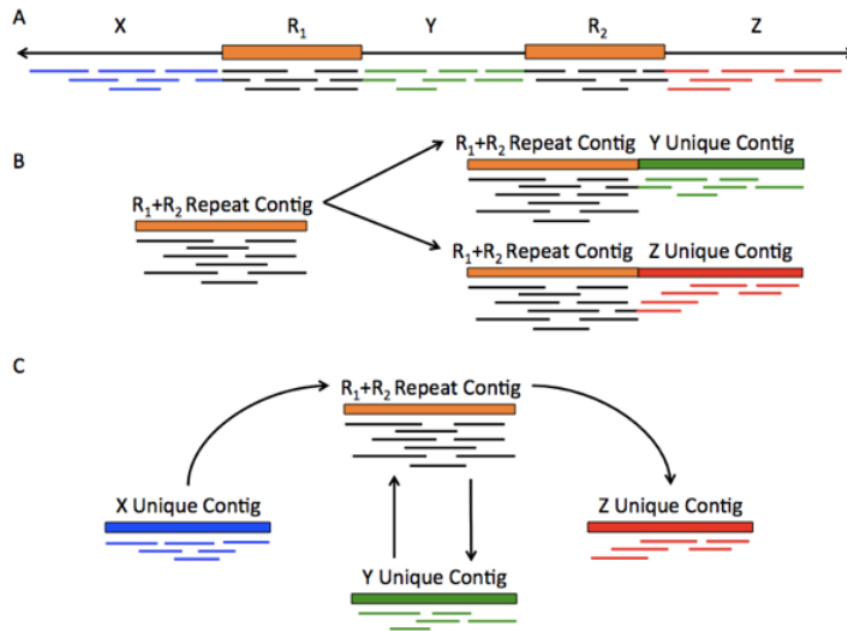 A
X R₁ Y R₂ Z
B
R₁+R₂ Repeat Contig Y Unique Contig
R₁+R₂ Repeat Contig
R₁+R₂ Repeat Contig Z Unique Contig
C
R₁+R₂ Repeat Contig
X Unique Contig Z Unique Contig
Y Unique Contig